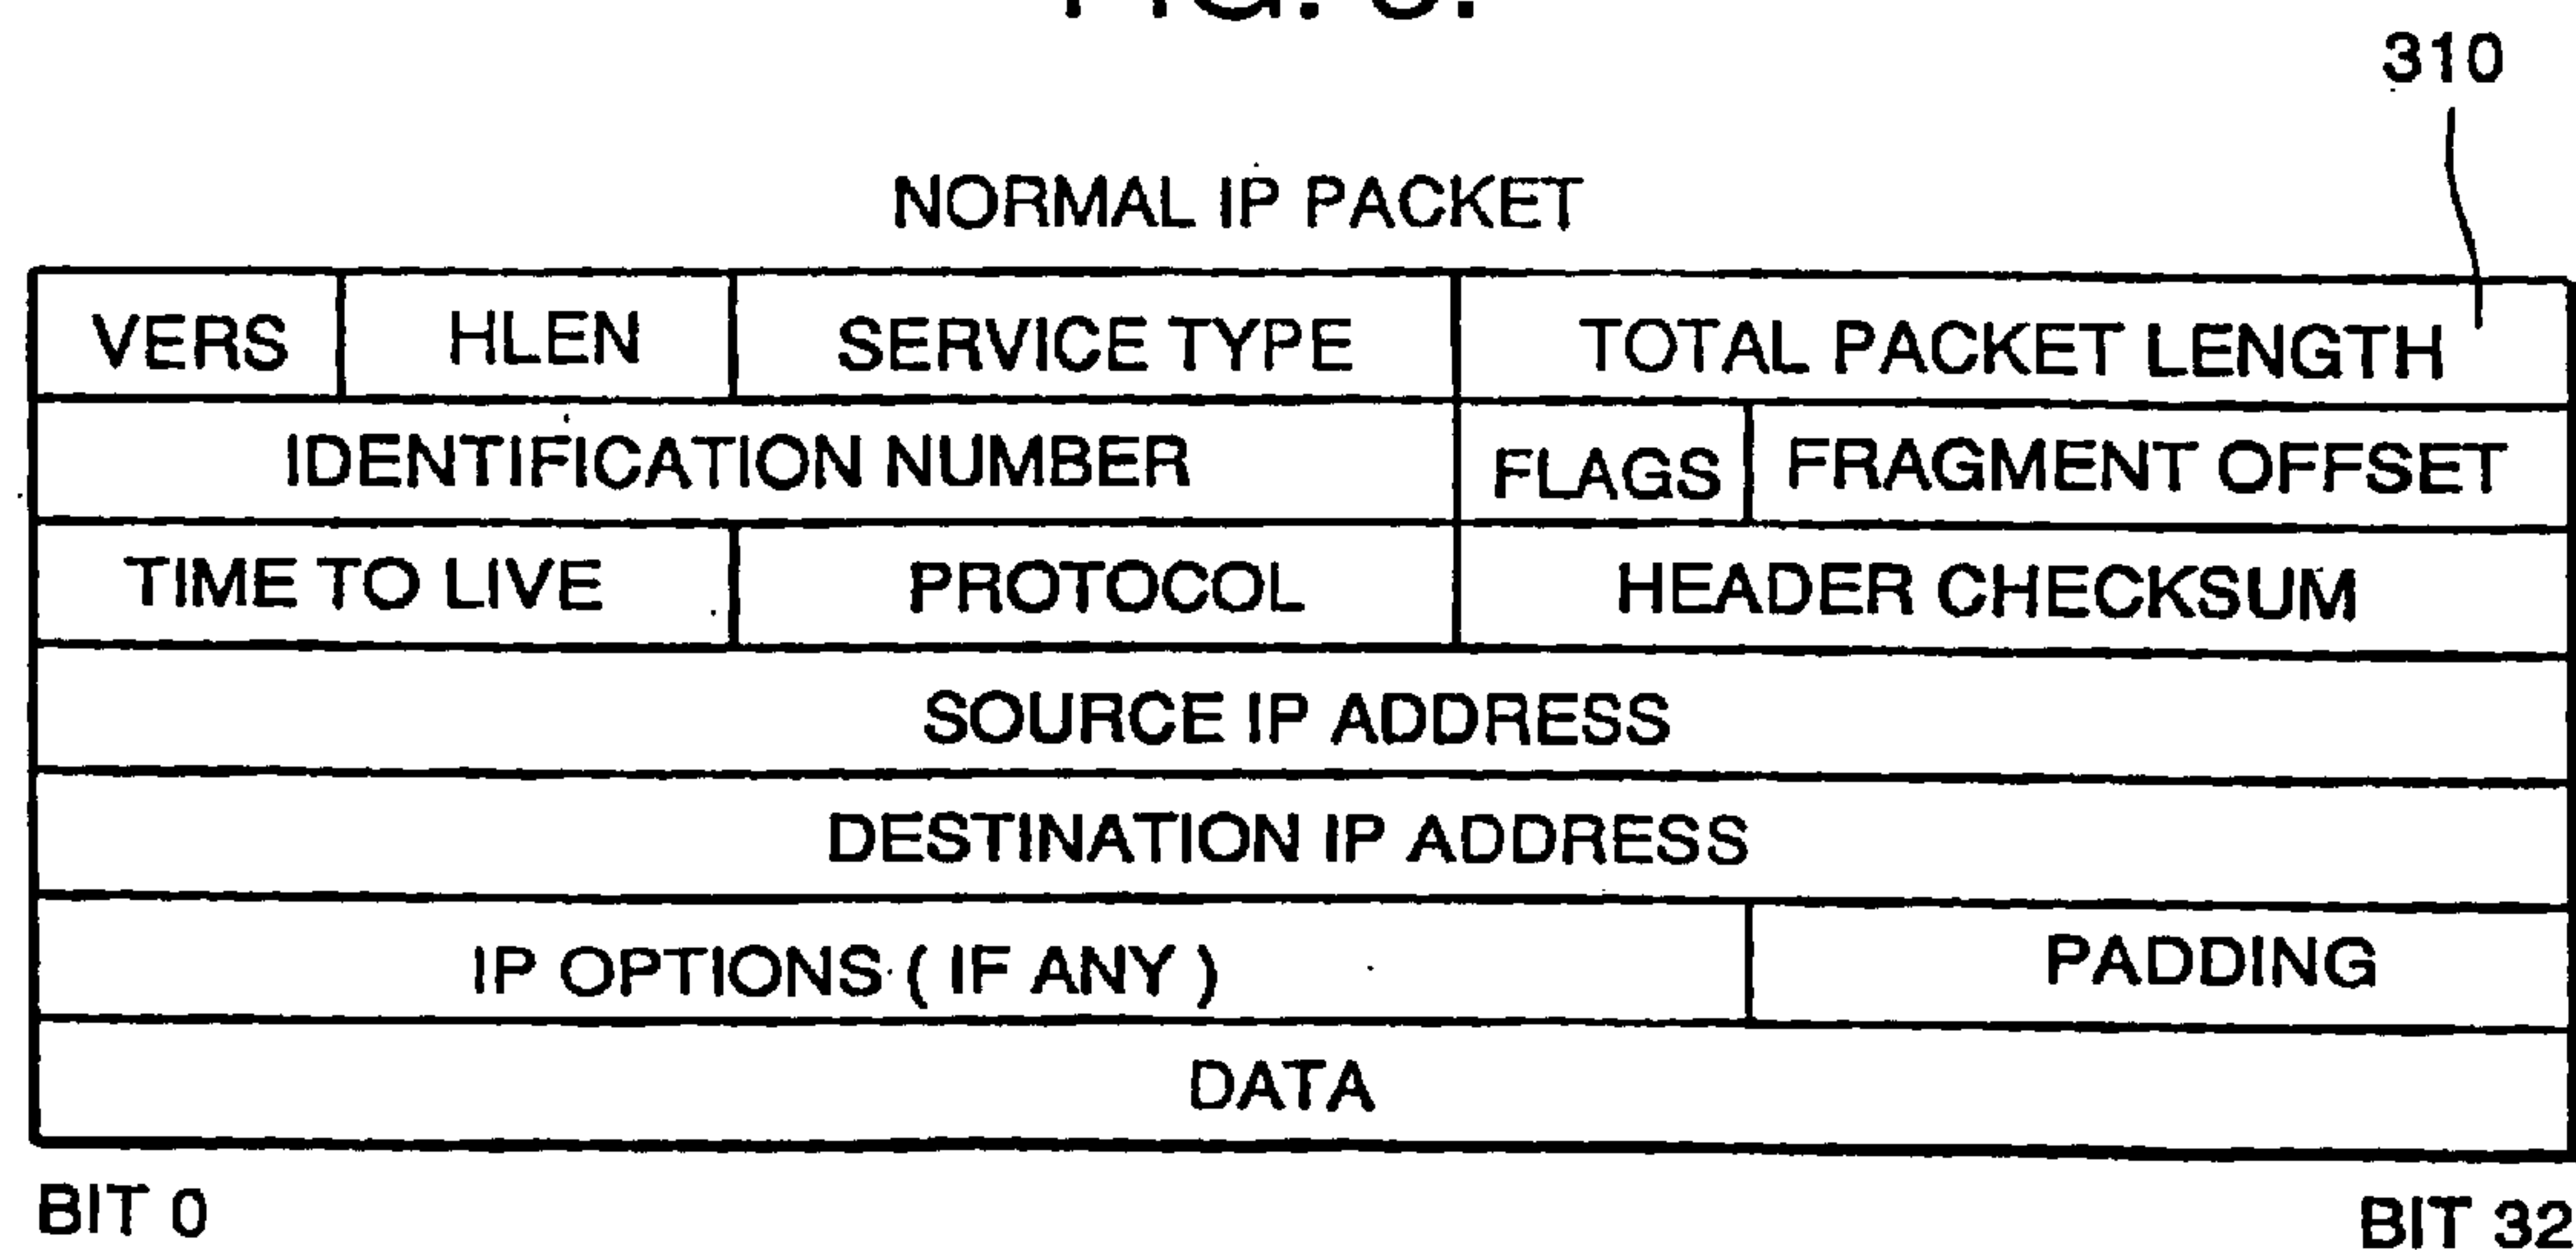 310
NORMAL IP PACKET
VERS HLEN SERVICE TYPE TOTAL PACKET LENGTH
IDENTIFICATION NUMBER FLAGS FRAGMENT OFFSET
TIME TO LIVE PROTOCOL HEADER CHECKSUM
SOURCE IP ADDRESS
DESTINATION IP ADDRESS
IP OPTIONS ( IF ANY ) PADDING
DATA
BIT 0 BIT 32